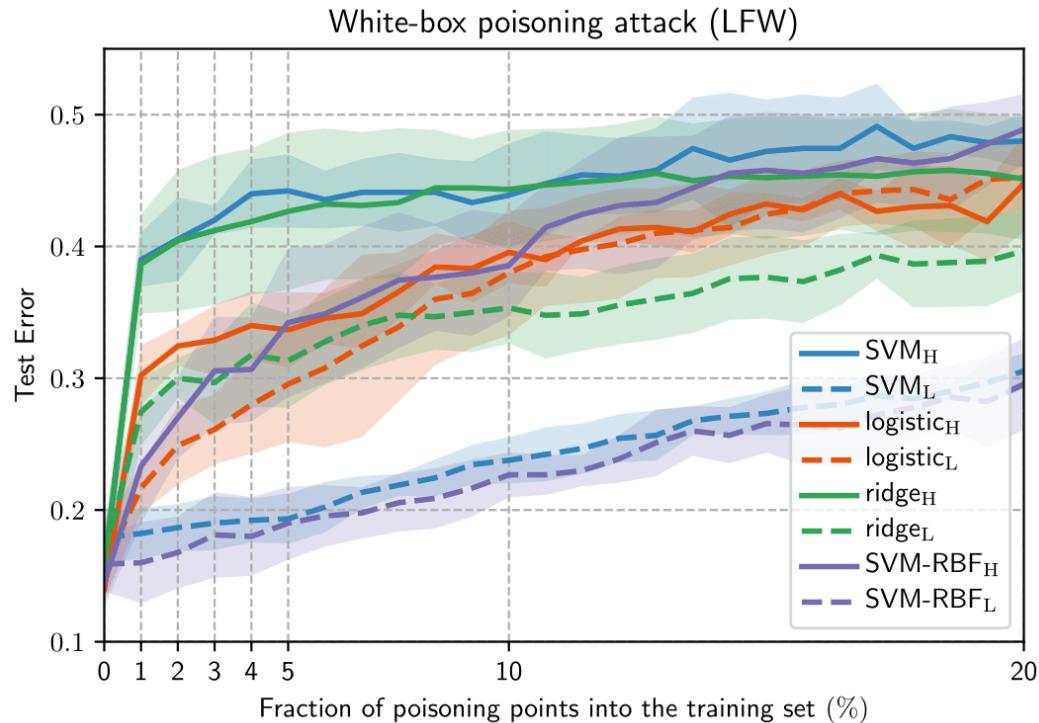 White-box poisoning attack (LFW)
0.5
0.4
0.3
0.2
0.1
Test Error
SVM_H
SVM_L
logistic_H
logistic_L
ridge_H
ridge_L
SVM-RBF_H
SVM-RBF_L
0 1 2 3 4 5 10 20
Fraction of poisoning points into the training set (%)